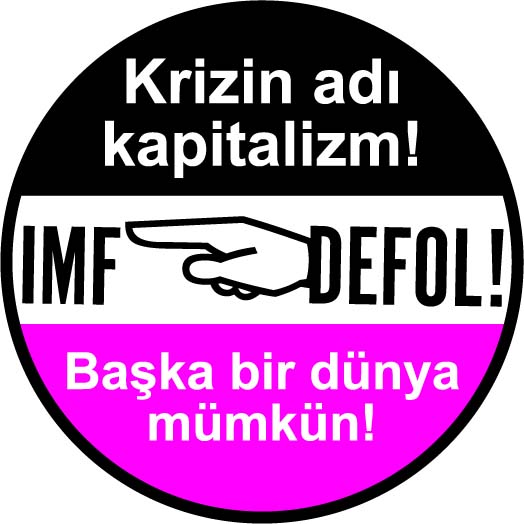 Krizin adı
kapitalizm!
IMF DEFOL!
Başka bir dünya
mümkün!